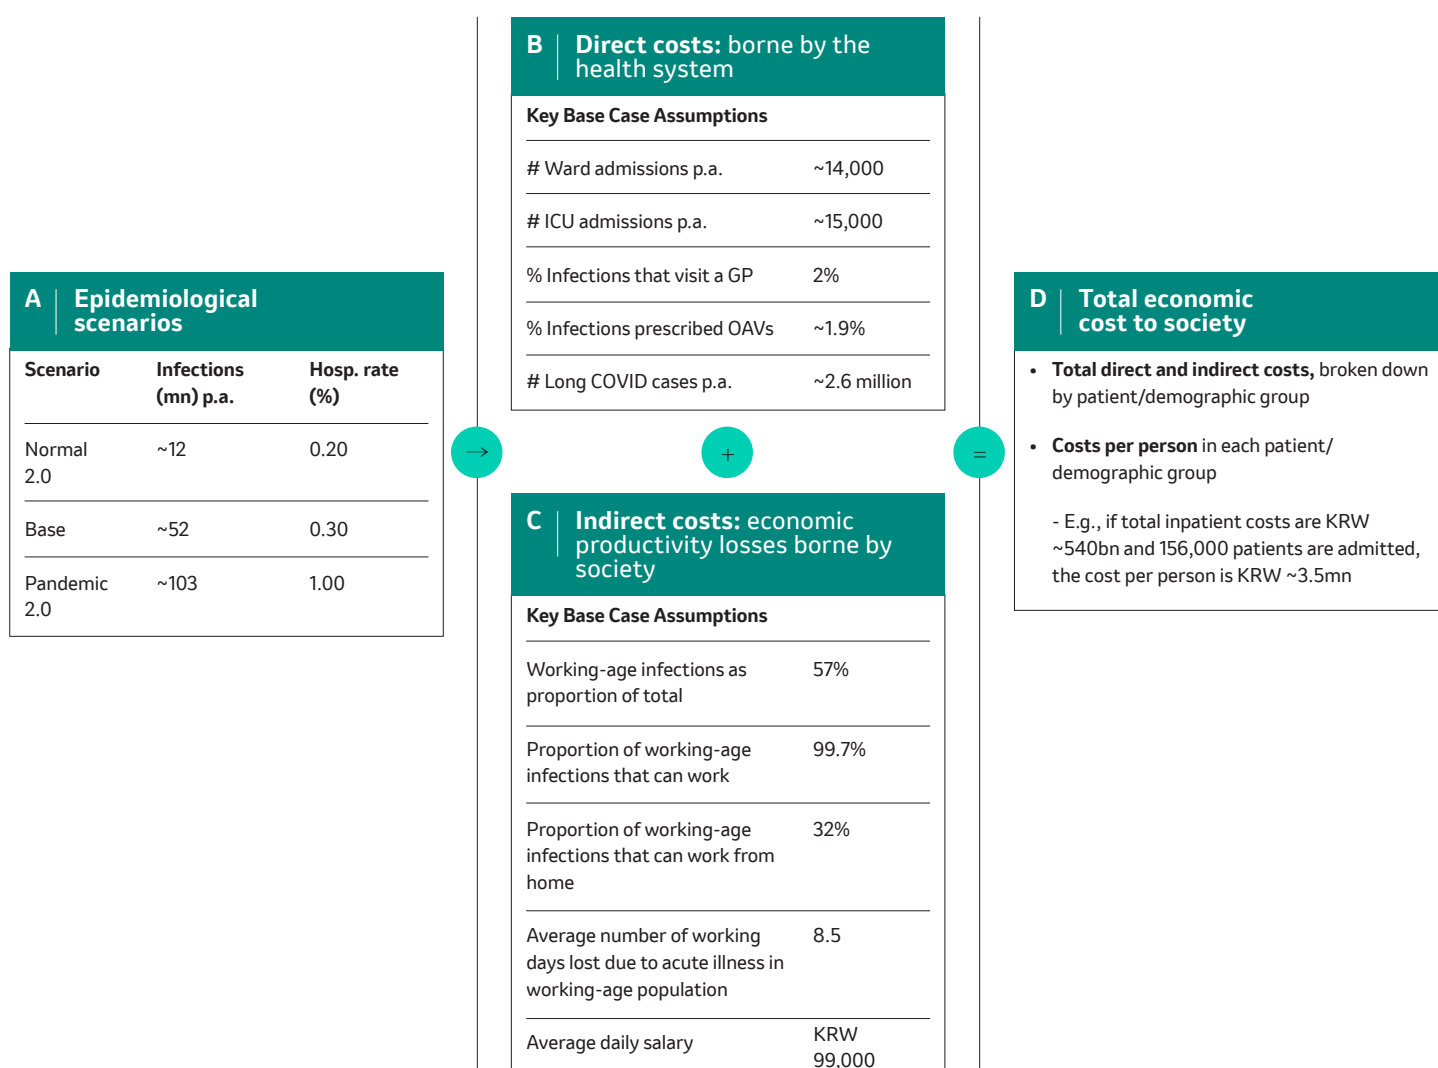 A
Epidemiological
scenarios
Scenario Infections Hosp. rate
(mn) p.a. (%)
Normal ~12 0.20
2.0
Base ~52 0.30
Pandemic ~103 1.00
2.0
→
B
Direct costs: borne by the
health system
Key Base Case Assumptions
# Ward admissions p.a. ~14,000
# ICU admissions p.a. ~15,000
% Infections that visit a GP 2%
% Infections prescribed OAVs ~1.9%
# Long COVID cases p.a. ~2.6 million
+
C
Indirect costs: economic
productivity losses borne by
society
Key Base Case Assumptions
Working-age infections as 57%
proportion of total
Proportion of working-age 99.7%
infections that can work
Proportion of working-age 32%
infections that can work from
home
Average number of working 8.5
days lost due to acute illness in
working-age population
Average daily salary KRW
99,000
=
D
Total economic
cost to society
• Total direct and indirect costs, broken down
by patient/demographic group
• Costs per person in each patient/
demographic group
- E.g., if total inpatient costs are KRW
~540bn and 156,000 patients are admitted,
the cost per person is KRW ~3.5mn